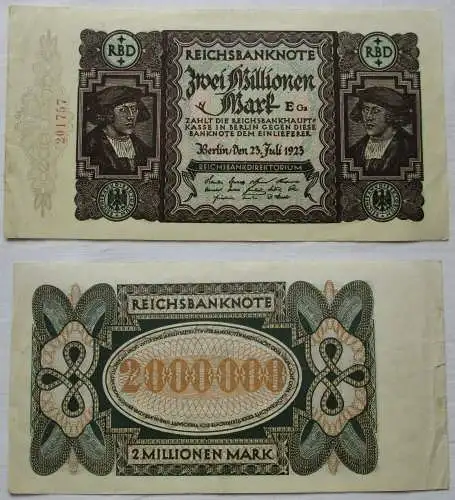 RBD
RBD
REICHSBANKNOTE
Zwei Millionen
Mark
E Ga
ZAHLT DIE REICHSBANKHAUPT-
KASSE IN BERLIN GEGEN DIESE
BANKNOTE DEM EINLIEFERER
Berlin, den 23. Juli 1923
REICHSBANKDIREKTORIUM
201757
REICHSBANKNOTE
2000000
2 MILLIONEN MARK